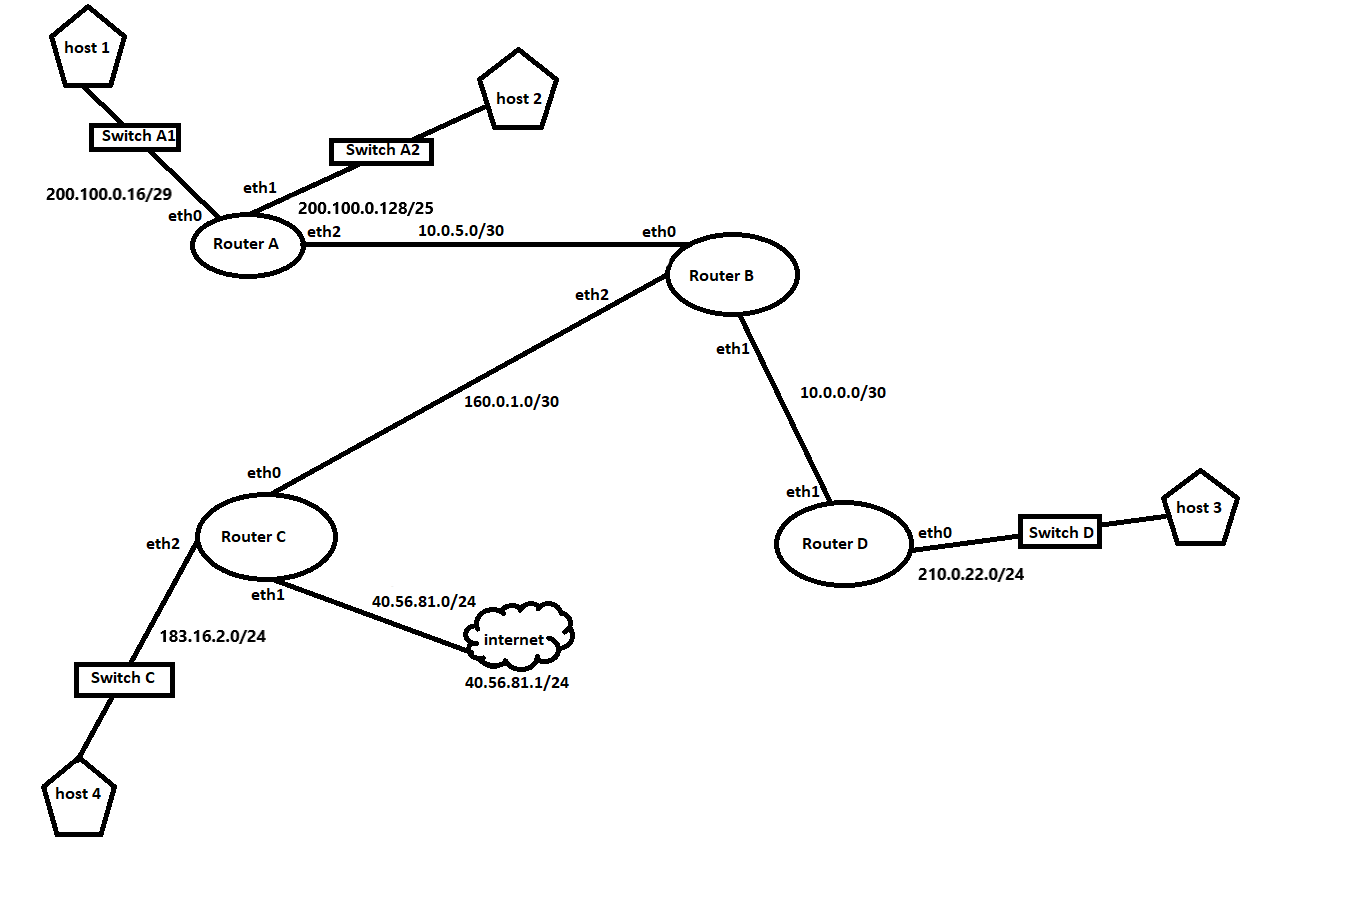 host 1
host 2
Switch A1
Switch A2
200.100.0.16/29
eth1
eth0
200.100.0.128/25
Router A
eth2
10.0.5.0/30
eth0
Router B
eth2
eth1
10.0.0.0/30
160.0.1.0/30
eth0
eth1
host 3
Router C
eth2
Router D
eth0
Switch D
210.0.22.0/24
eth1
40.56.81.0/24
183.16.2.0/24
internet
40.56.81.1/24
Switch C
host 4